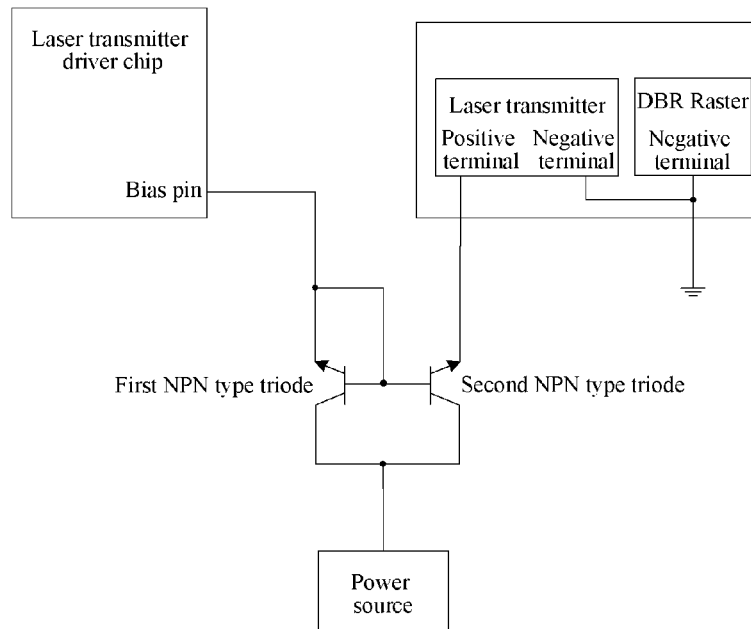 Laser transmitter
driver chip
Bias pin
Laser transmitter
Positive terminal
Negative terminal
DBR Raster
Negative terminal
First NPN type triode
Second NPN type triode
Power
source